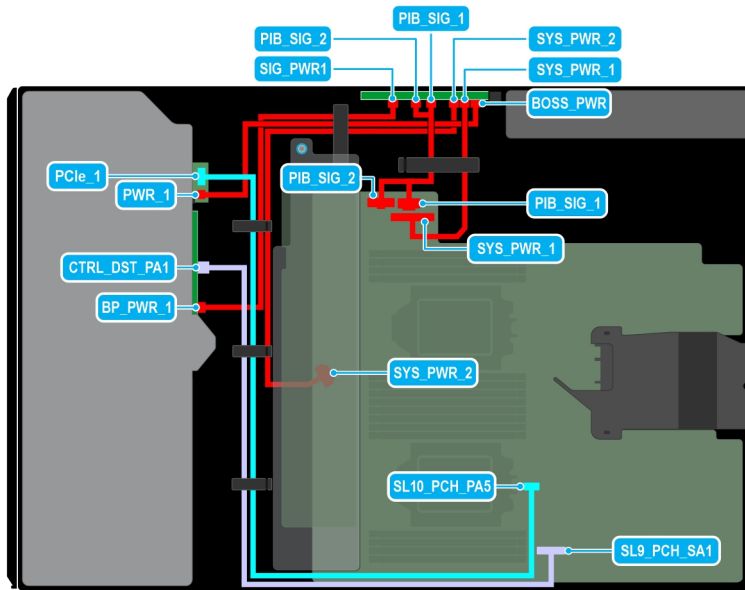 PIB_SIG_1
PIB_SIG_2
SYS_PWR_2
SIG_PWR1
SYS_PWR_1
BOSS_PWR
PCIe_1
PIB_SIG_2
PWR_1
PIB_SIG_1
SYS_PWR_1
CTRL_DST_PA1
BP_PWR_1
SYS_PWR_2
SL10_PCH_PA5
SL9_PCH_SA1